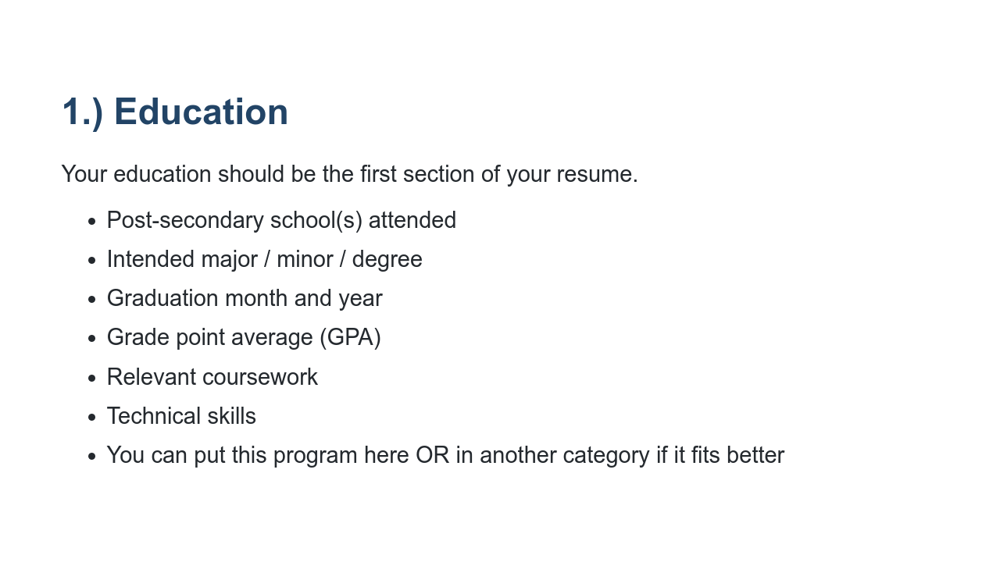 1.) Education
Your education should be the first section of your resume.
• Post-secondary school(s) attended
• Intended major / minor / degree
• Graduation month and year
• Grade point average (GPA)
• Relevant coursework
• Technical skills
• You can put this program here OR in another category if it fits better